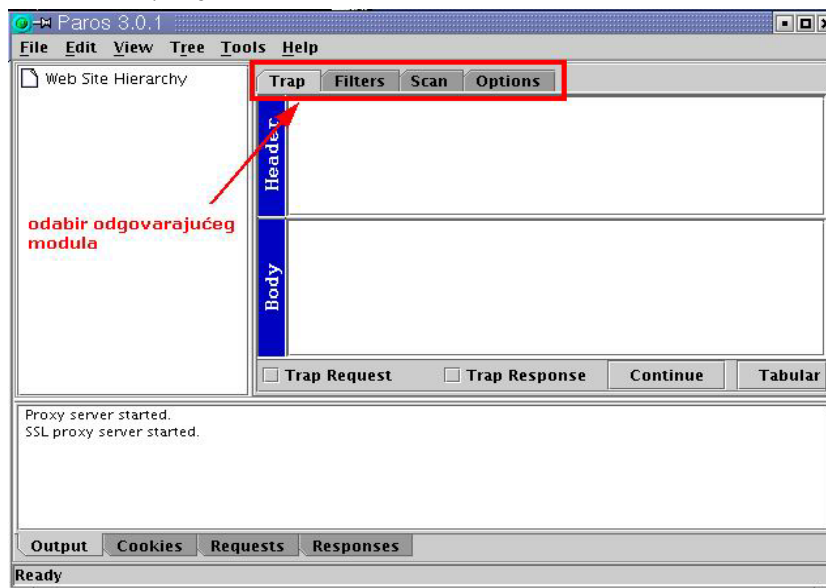 Paros 3.0.1
File Edit View Tree Tools Help
Web Site Hierarchy
Trap Filters Scan Options
Header
odabir odgovarajućeg
modula
Body
Trap Request Trap Response Continue Tabular
Proxy server started.
SSL proxy server started.
Output Cookies Requests Responses
Ready